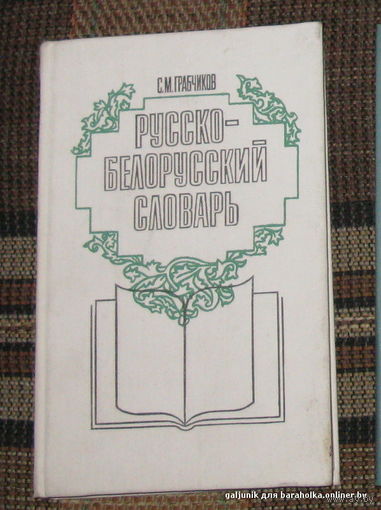 С.М.ГРАБЧИКОВ
РУССКО-
БЕЛОРУССКИЙ
СЛОВАРЬ
galjunik для baraholka.onliner.by